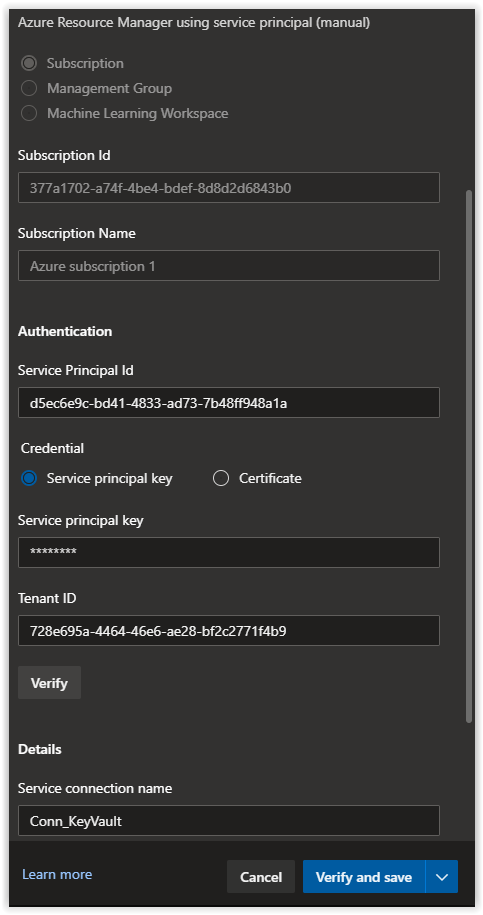 Azure Resource Manager using service principal (manual)
Subscription
Management Group
Machine Learning Workspace
Subscription Id
377a1702-a74f-4be4-bdef-8d8d2d6843b0
Subscription Name
Azure subscription 1
Authentication
Service Principal Id
d5ec6e9c-bd41-4833-ad73-7b48ff948a1a
Credential
Service principal key
Certificate
Service principal key
********
Tenant ID
728e695a-4464-46e6-ae28-bf2c2771f4b9
Verify
Details
Service connection name
Conn_KeyVault
Learn more
Cancel
Verify and save